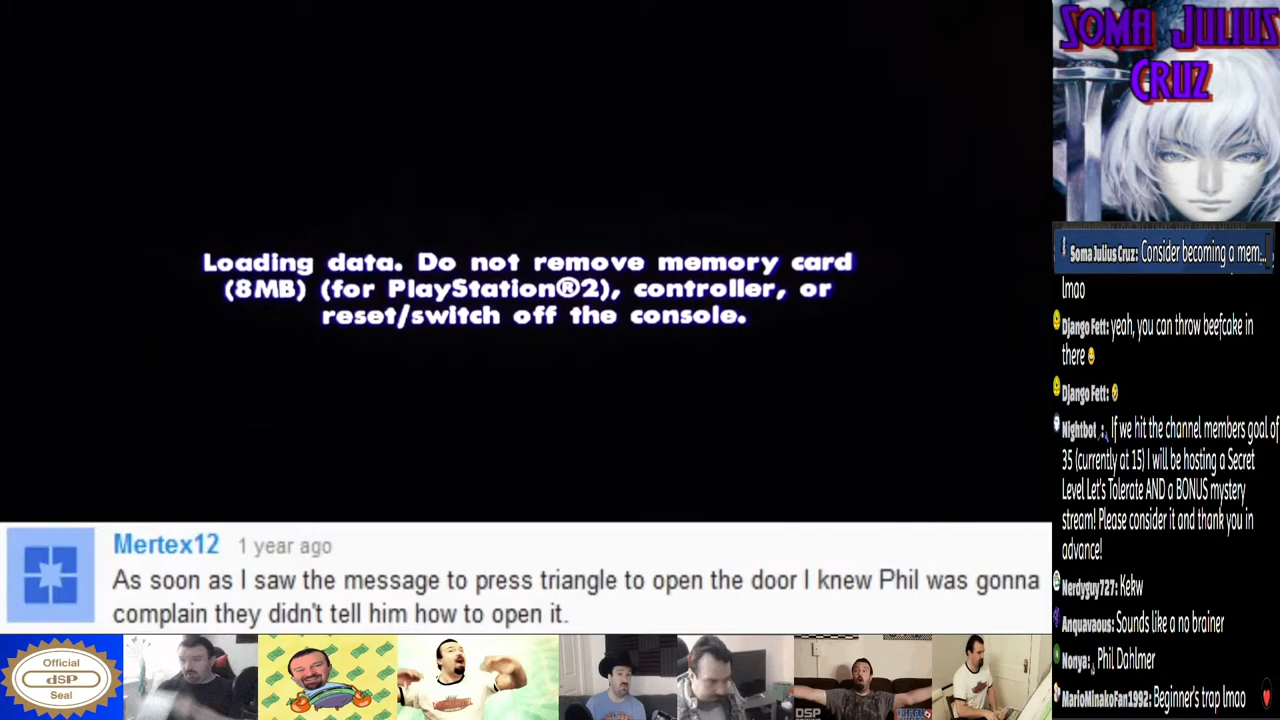 Loading data. Do not remove memory card
(8MB) (for PlayStation®2), controller, or
reset/switch off the console.
Mertex12 1 year ago
As soon as I saw the message to press triangle to open the door I knew Phil was gonna
complain they didn't tell him how to open it.
Official
dSP
Seal
DSP
SOMA JULIUS
CRUZ
Soma Julius Cruz: Consider becoming a mem...
lmao
Django Fett: yeah, you can throw beefcake in
there
Django Fett:
Nightbot : If we hit the channel members goal of
35 (currently at 15) I will be hosting a Secret
Level Let's Tolerate AND a BONUS mystery
stream! Please consider it and thank you in
advance!
Nerdyguy727: Kekw
Anquavaous: Sounds like a no brainer
Nonya: Phil Dahlmer
MarioMinakoFan1992: Beginner's trap lmao